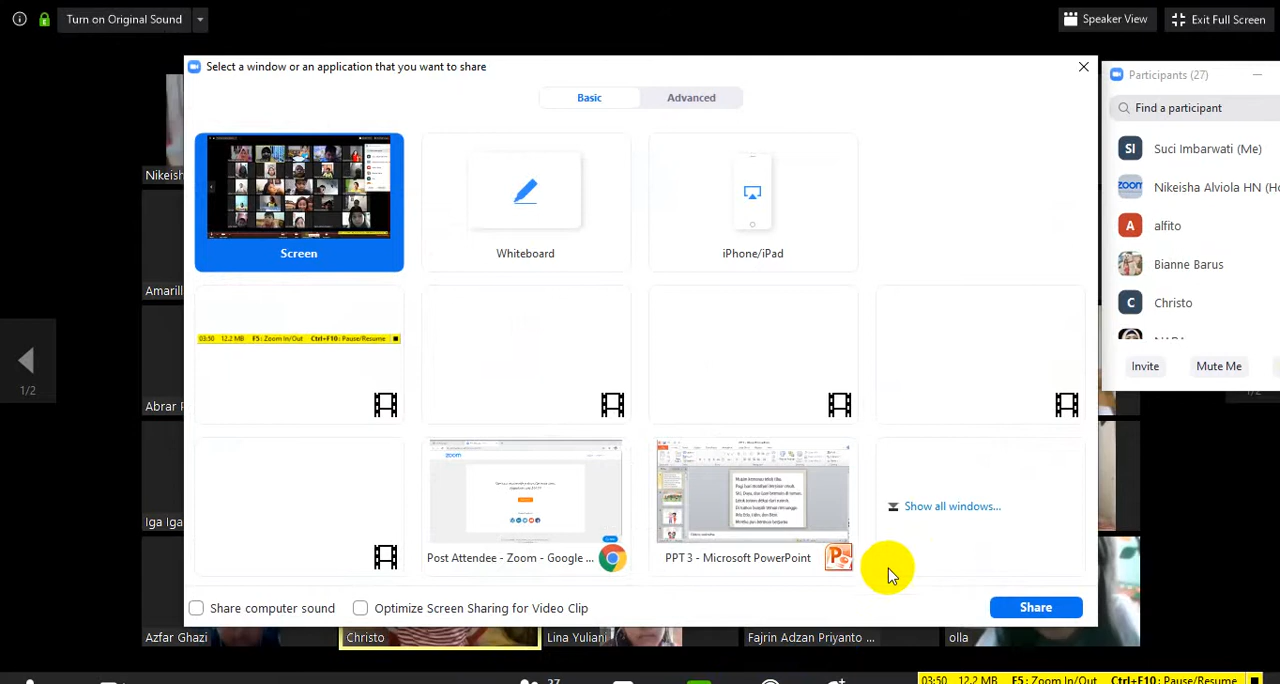 Turn on Original Sound
Speaker View
Exit Full Screen
Select a window or an application that you want to share
Participants (27)
Basic
Advanced
Find a participant
SI Suci Imbarwati (Me)
Nikeish
zoom Nikeisha Alviola HN (Ho
A alfito
Screen
Whiteboard
iPhone/iPad
Bianne Barus
Amarill
C Christo
03:50 12.2 MB F5: Zoom In/Out Ctrl+F10: Pause/Resume
Invite
Mute Me
1/2
Abrar F
Show all windows...
Post Attendee - Zoom - Google ...
PPT 3 - Microsoft PowerPoint
Iga Iga
Share computer sound
Optimize Screen Sharing for Video Clip
Share
Azfar Ghazi
Christo
Lina Yuliani
Fajrin Adzan Priyanto ...
olla
27
03:50 12.2 MB F5: Zoom In/Out Ctrl+F10: Pause/Resume